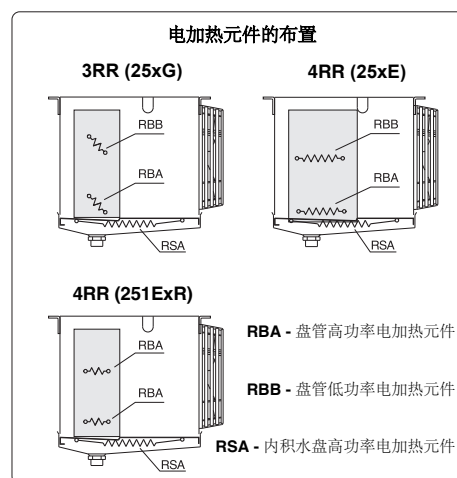 电加热元件的布置
3RR (25xG)
4RR (25xE)
RBB
RBA
RSA
RBB
RBA
RSA
4RR (251ExR)
RBA
RBA
RSA
RBA - 盘管高功率电加热元件
RBB - 盘管低功率电加热元件
RSA - 内积水盘高功率电加热元件